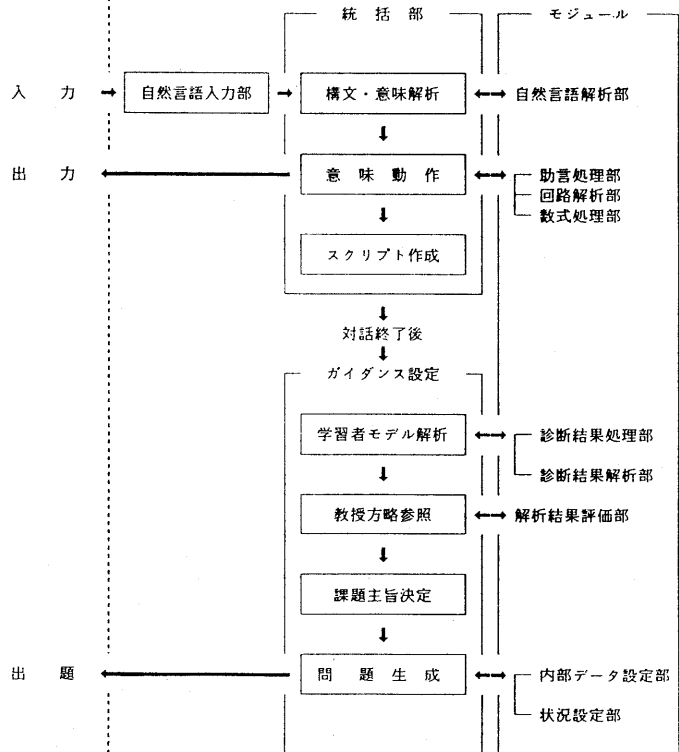 統括部 モジュール
入力 自然言語入力部 構文・意味解析 自然言語解析部
出力 意味動作 助言処理部
回路解析部
数式処理部
スクリプト作成
対話終了後
ガイダンス設定
学習者モデル解析 診断結果処理部
診断結果解析部
教授方略参照 解析結果評価部
課題主旨決定
出題 問題生成 内部データ設定部
状況設定部